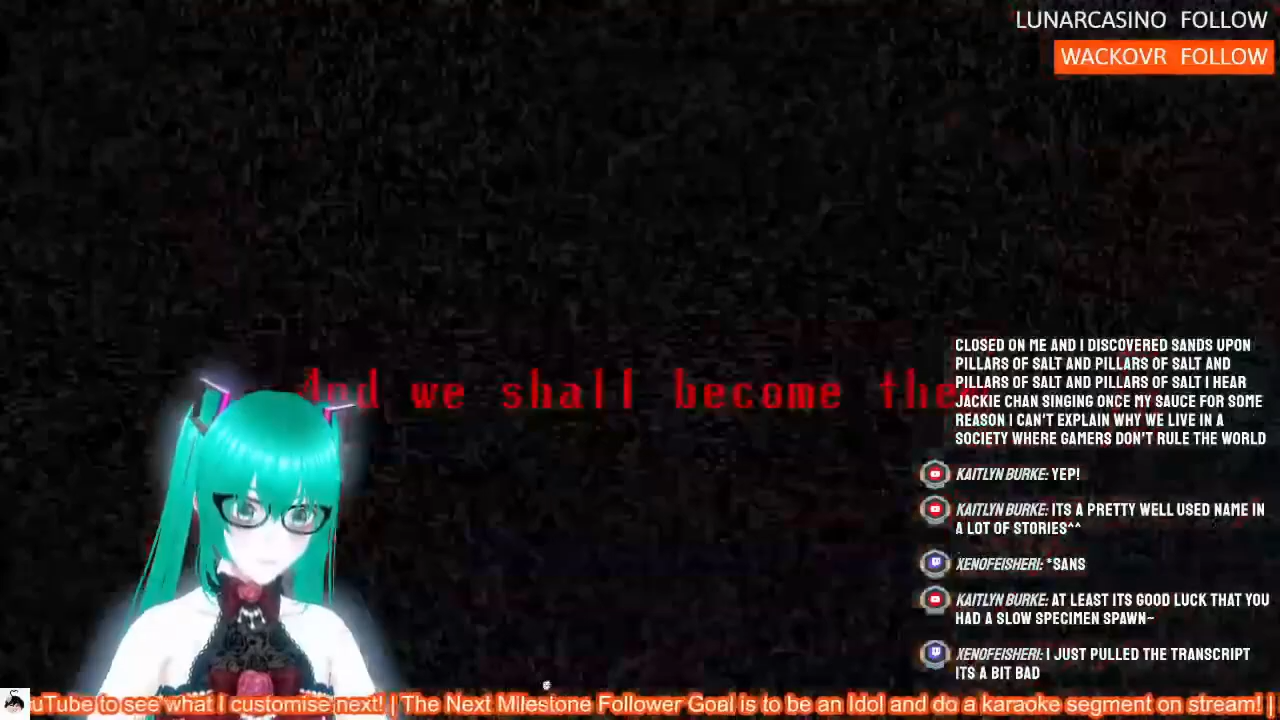 LUNARCASINO FOLLOW
WACKOVR FOLLOW
CLOSED ON ME AND I DISCOVERED SANDS UPON
PILLARS OF SALT AND PILLARS OF SALT AND
PILLARS OF SALT AND PILLARS OF SALT I HEAR
JACKIE CHAN SINGING ONCE MY SAUCE FOR SOME
REASON I CAN'T EXPLAIN WHY WE LIVE IN A
SOCIETY WHERE GAMERS DON'T RULE THE WORLD
And we shall become
KAITLYN BURKE: YEP!
KAITLYN BURKE: ITS A PRETTY WELL USED NAME IN
A LOT OF STORIES^^
XENOFEISHERI: *SANS
KAITLYN BURKE: AT LEAST ITS GOOD LUCK THAT YOU
HAD A SLOW SPECIMEN SPAWN~
XENOFEISHERI: I JUST PULLED THE TRANSCRIPT
ITS A BIT BAD
uTube to see what I customise next! | The Next Milestone Follower Goal is to be an Idol and do a karaoke segment on stream! |